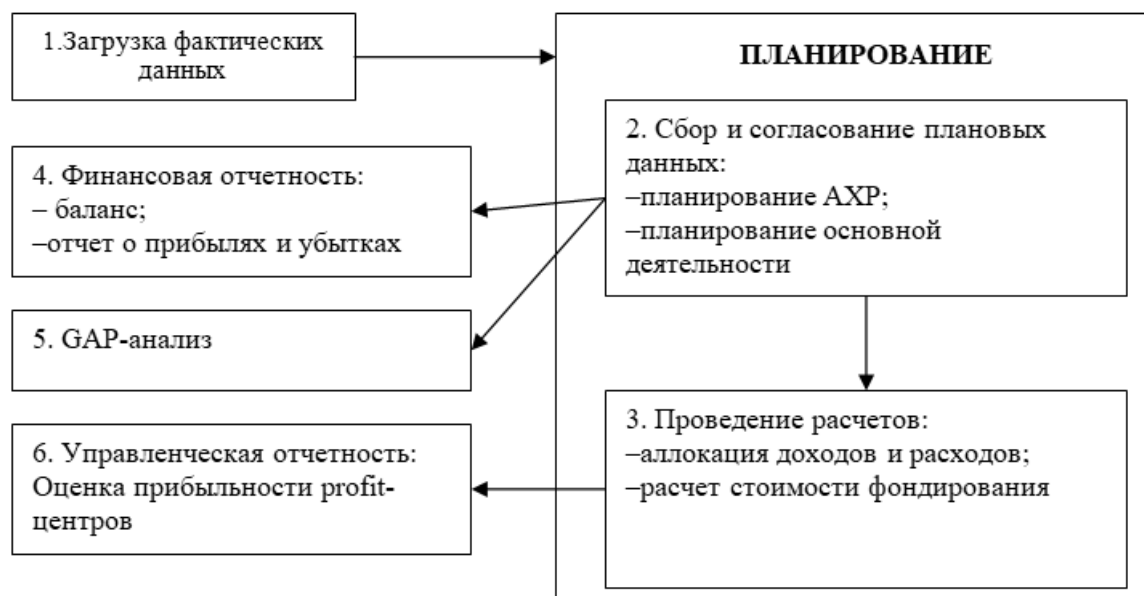 1.Загрузка фактических
данных
ПЛАНИРОВАНИЕ
2. Сбор и согласование плановых
данных:
–планирование АХР;
–планирование основной
деятельности
4. Финансовая отчетность:
– баланс;
–отчет о прибылях и убытках
5. GAP-анализ
3. Проведение расчетов:
–аллокация доходов и расходов;
–расчет стоимости фондирования
6. Управленческая отчетность:
Оценка прибыльности profit-
центров